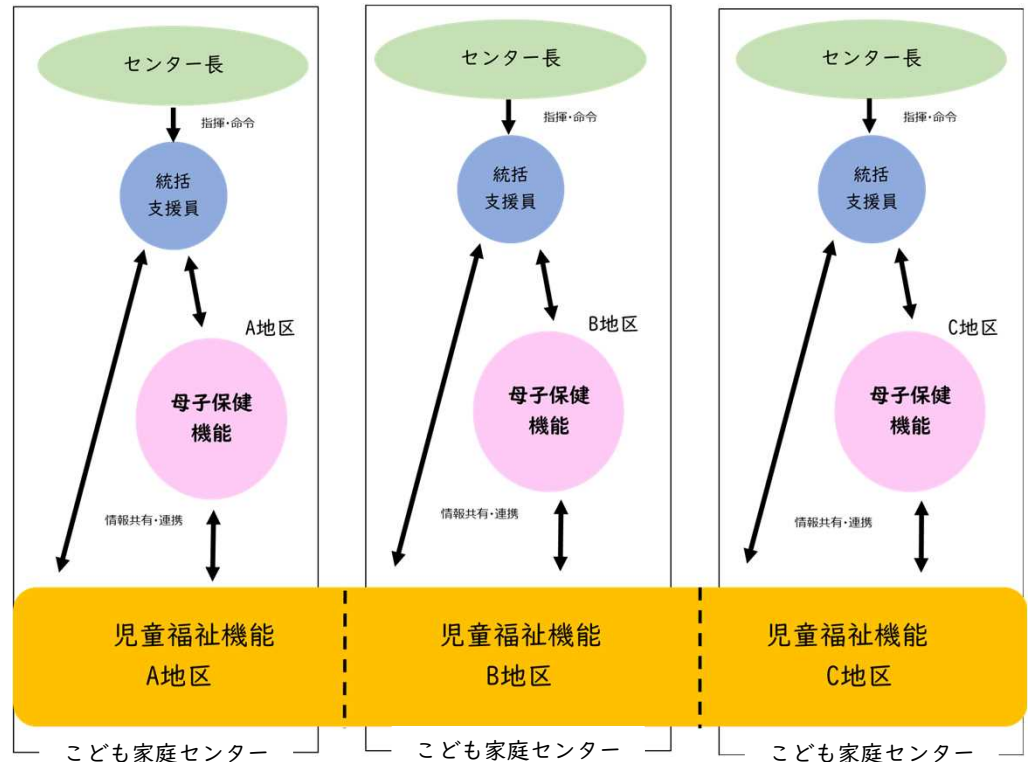 センター長
指揮・命令
統括
支援員
A地区
母子保健
機能
情報共有・連携
児童福祉機能
A地区
こども家庭センター
センター長
指揮・命令
統括
支援員
B地区
母子保健
機能
情報共有・連携
児童福祉機能
B地区
こども家庭センター
センター長
指揮・命令
統括
支援員
C地区
母子保健
機能
情報共有・連携
児童福祉機能
C地区
こども家庭センター